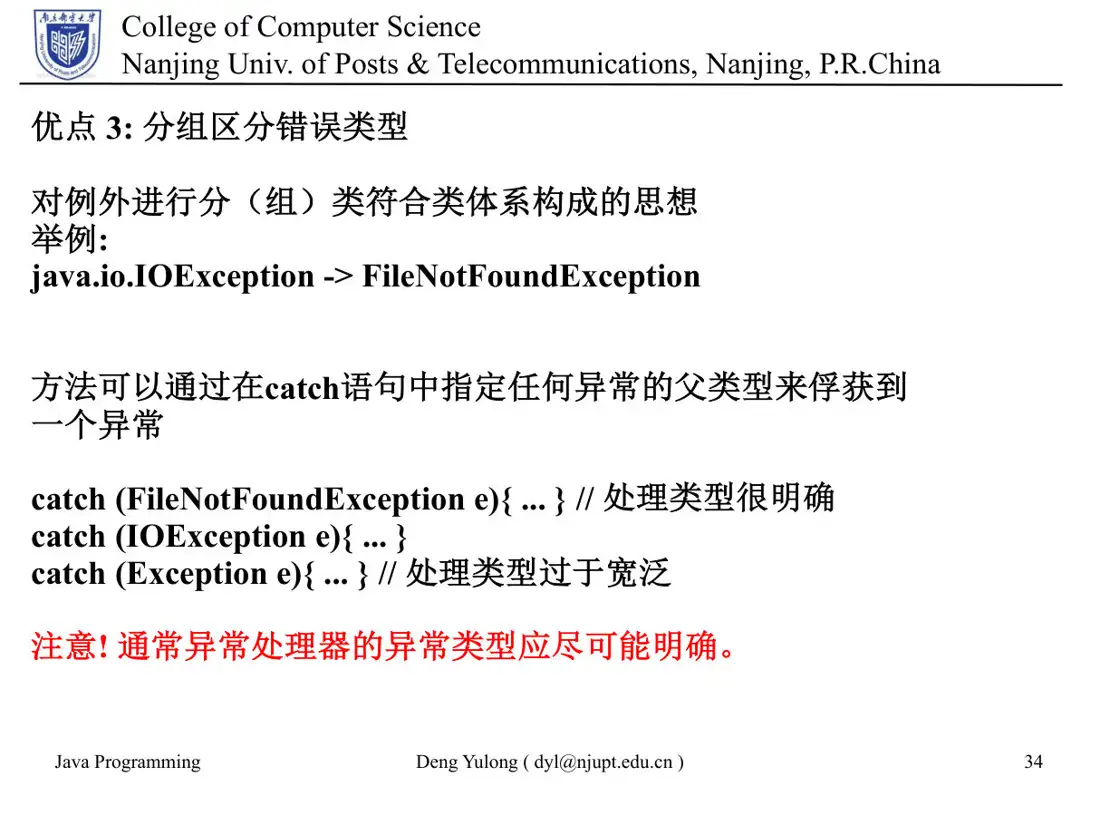 College of Computer Science
Nanjing Univ. of Posts & Telecommunications, Nanjing, P.R.China
优点 3: 分组区分错误类型
对例外进行分（组）类符合类体系构成的思想
举例:
java.io.IOException -> FileNotFoundException
方法可以通过在catch语句中指定任何异常的父类型来俘获到
一个异常
catch (FileNotFoundException e){ ... } // 处理类型很明确
catch (IOException e){ ... }
catch (Exception e){ ... } // 处理类型过于宽泛
注意! 通常异常处理器的异常类型应尽可能明确。
Java Programming
Deng Yulong ( dyl@njupt.edu.cn )
34